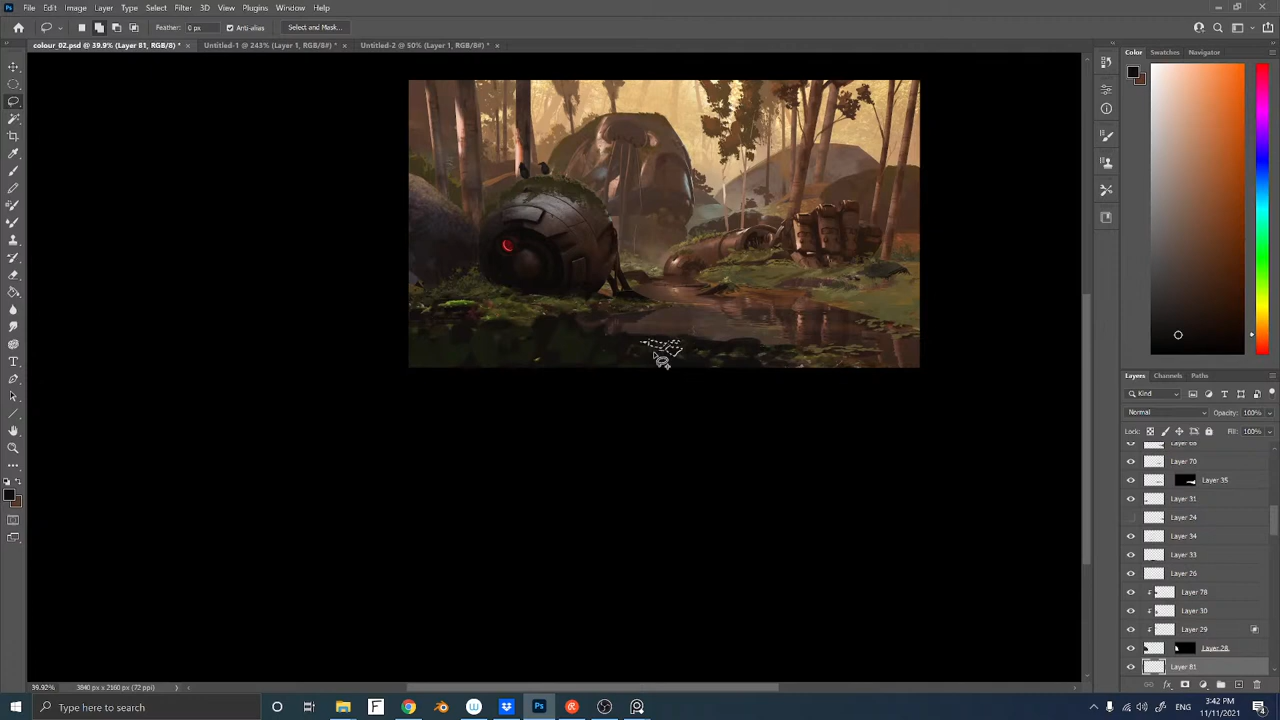 Ps File Edit Image Layer Type Select Filter 3D View Plugins Window Help
Feather: 0 px Anti-alias Select and Mask...
colour_02.psd @ 39.9% (Layer 81, RGB/8) * × Untitled-1 @ 243% (Layer 1, RGB/8#) * × Untitled-2 @ 50% (Layer 1, RGB/8#) * ×
Color Swatches Navigator
Layers Channels Paths
Kind
Normal Opacity: 100%
Lock: Fill: 100%
Layer 70
Layer 35
Layer 31
Layer 24
Layer 34
Layer 33
Layer 26
Layer 78
Layer 30
Layer 29
Layer 28
Layer 81
39.92% 3840 px x 2160 px (72 ppi)
Type here to search
Ps
3:42 PM
11/11/2021